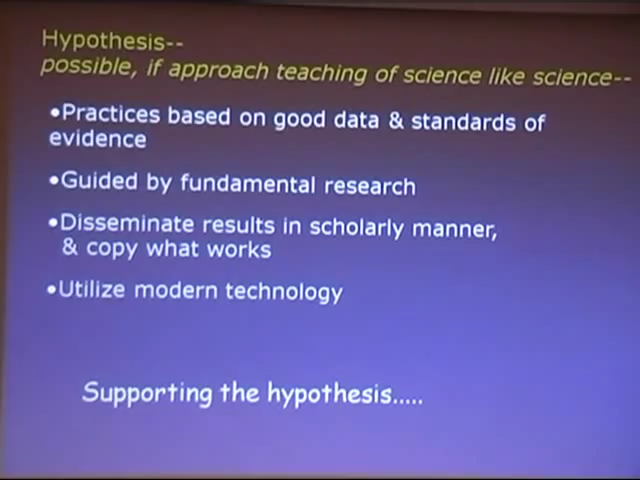 Hypothesis--
possible, if approach teaching of science like science--
•Practices based on good data & standards of
evidence
•Guided by fundamental research
•Disseminate results in scholarly manner,
& copy what works
•Utilize modern technology
Supporting the hypothesis.....